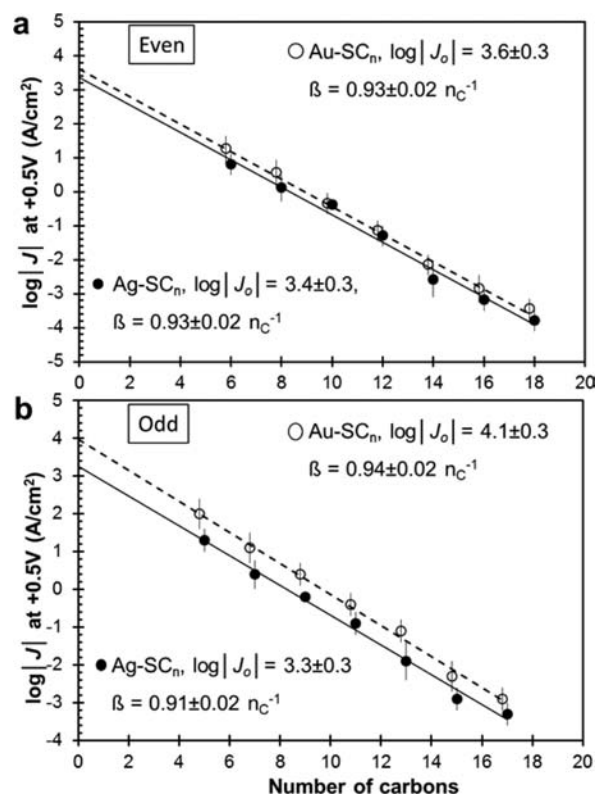 a
Even
Au-SCn, log| Jo| = 3.6±0.3
ß = 0.93±0.02 nC-1
Ag-SCn, log| Jo| = 3.4±0.3,
ß = 0.93±0.02 nC-1
log| J| at +0.5V (A/cm2)
5
4
3
2
1
0
-1
-2
-3
-4
-5
0 2 4 6 8 10 12 14 16 18 20
b
Odd
Au-SCn, log| Jo| = 4.1±0.3
ß = 0.94±0.02 nC-1
Ag-SCn, log| Jo| = 3.3±0.3
ß = 0.91±0.02 nC-1
log| J| at +0.5V (A/cm2)
5
4
3
2
1
0
-1
-2
-3
-4
-5
0 2 4 6 8 10 12 14 16 18 20
Number of carbons